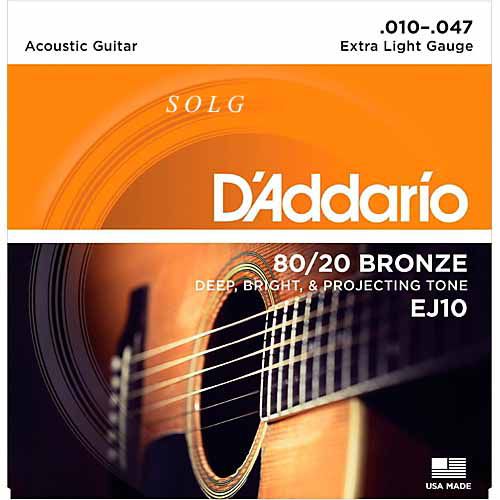 .010–.047
Acoustic Guitar
Extra Light Gauge
SOLG
D'Addario
80/20 BRONZE
DEEP, BRIGHT, & PROJECTING TONE
EJ10
USA MADE